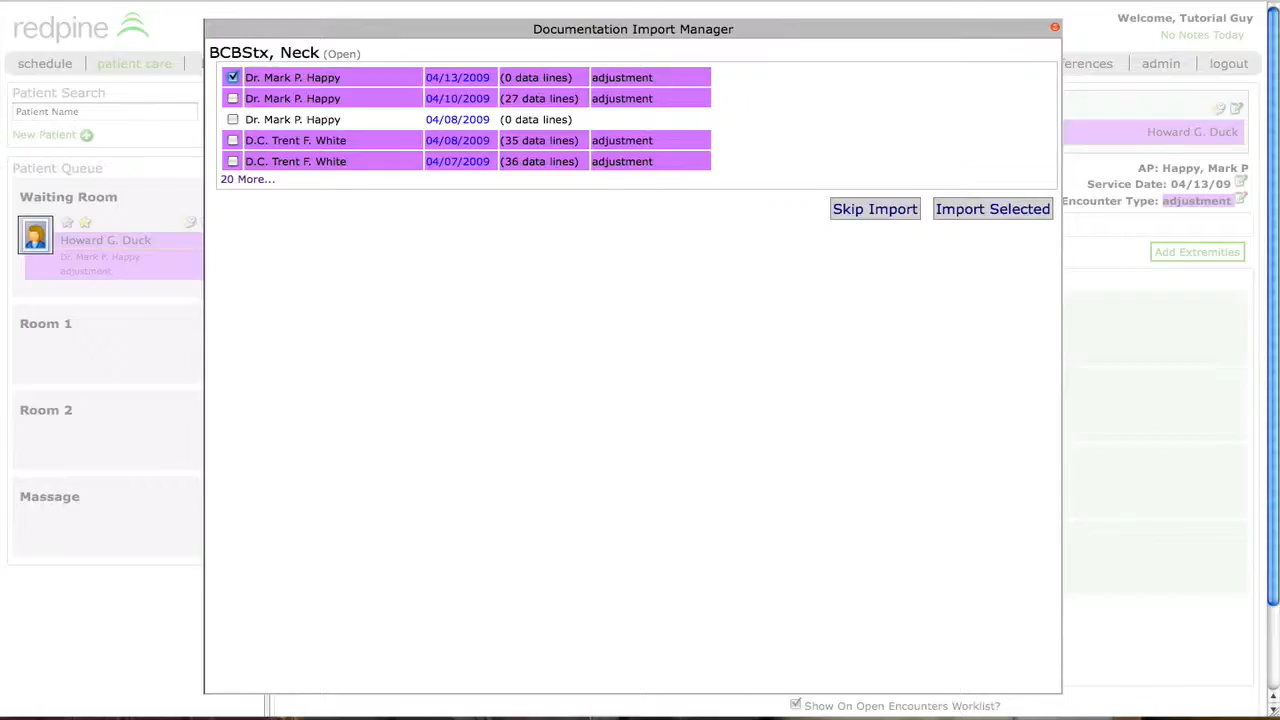 redpine
Welcome, Tutorial Guy
No Notes Today
schedule
patient care
ferences
admin
logout
Patient Search
Patient Name
New Patient
Patient Queue
Waiting Room
Howard G. Duck
Dr. Mark P. Happy
adjustment
Room 1
Room 2
Massage
Documentation Import Manager
BCBStx, Neck (Open)
Dr. Mark P. Happy 04/13/2009 (0 data lines) adjustment
Dr. Mark P. Happy 04/10/2009 (27 data lines) adjustment
Dr. Mark P. Happy 04/08/2009 (0 data lines)
D.C. Trent F. White 04/08/2009 (35 data lines) adjustment
D.C. Trent F. White 04/07/2009 (36 data lines) adjustment
20 More...
Skip Import
Import Selected
Howard G. Duck
AP: Happy, Mark P
Service Date: 04/13/09
Encounter Type: adjustment
Add Extremities
Show On Open Encounters Worklist?